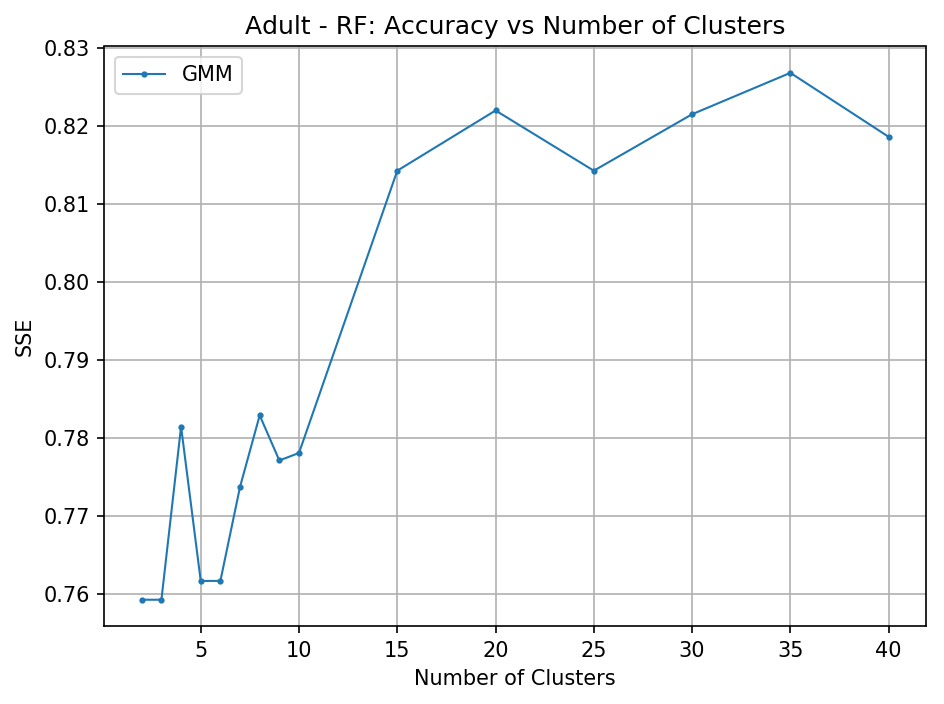 Adult - RF: Accuracy vs Number of Clusters
GMM
SSE
0.83
0.82
0.81
0.80
0.79
0.78
0.77
0.76
5 10 15 20 25 30 35 40
Number of Clusters